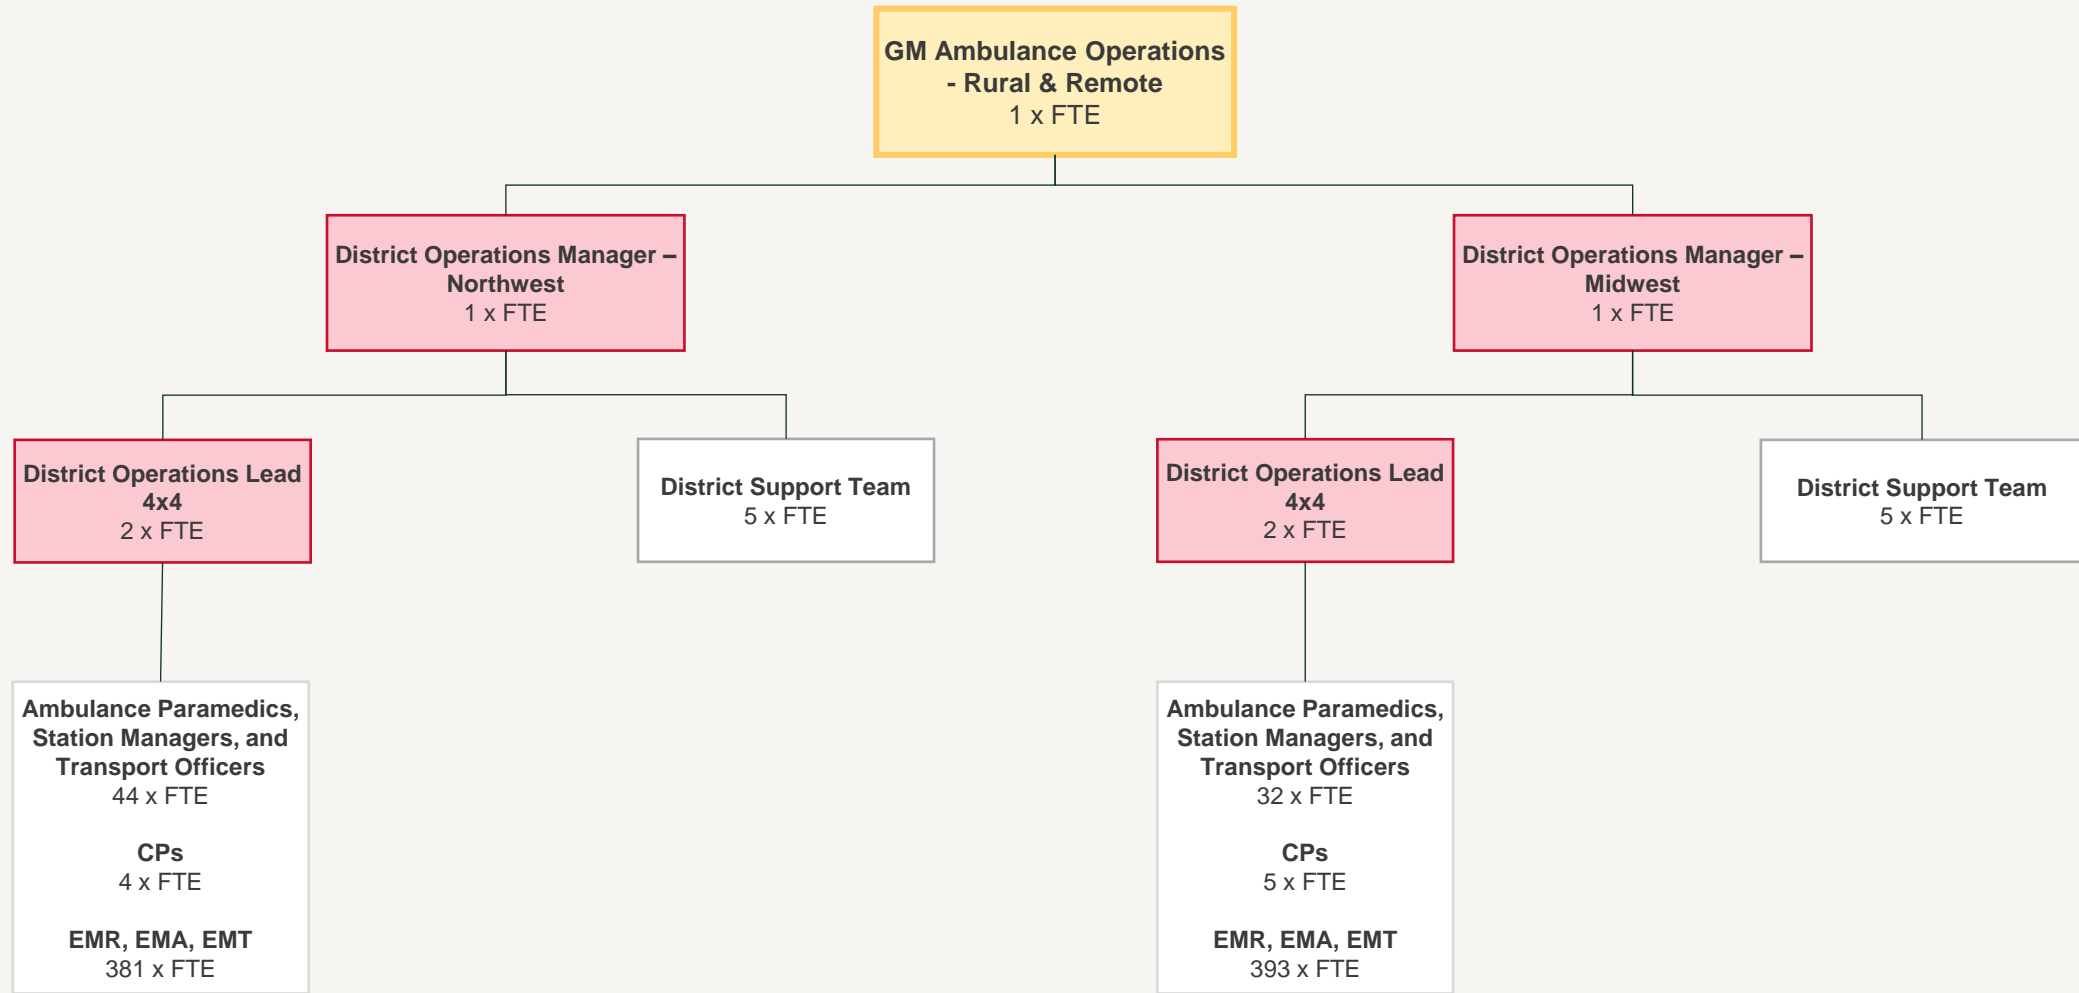 GM Ambulance Operations
- Rural & Remote
1 x FTE
District Operations Manager –
Northwest
1 x FTE
District Operations Manager –
Midwest
1 x FTE
District Operations Lead
4x4
2 x FTE
District Support Team
5 x FTE
District Operations Lead
4x4
2 x FTE
District Support Team
5 x FTE
Ambulance Paramedics,
Station Managers, and
Transport Officers
44 x FTE
CPs
4 x FTE
EMR, EMA, EMT
381 x FTE
Ambulance Paramedics,
Station Managers, and
Transport Officers
32 x FTE
CPs
5 x FTE
EMR, EMA, EMT
393 x FTE